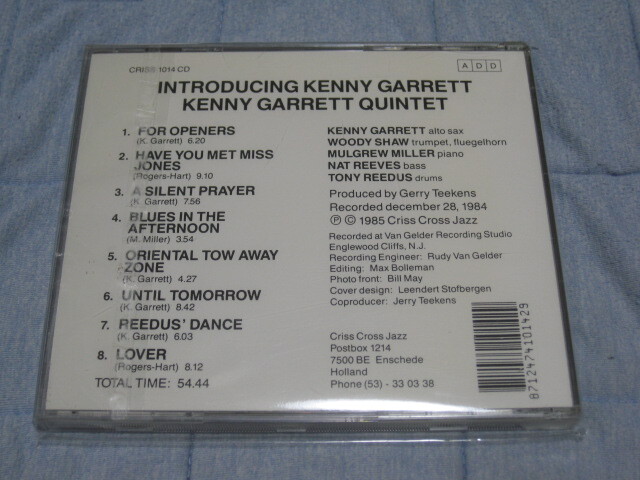 CRISS 1014 CD
A D D
INTRODUCING KENNY GARRETT
KENNY GARRETT QUINTET
1. FOR OPENERS
(K. Garrett) 6.20
2. HAVE YOU MET MISS
JONES
(Rogers-Hart) 9.10
3. A SILENT PRAYER
(K. Garrett) 7.56
4. BLUES IN THE
AFTERNOON
(M. Miller) 3.54
5. ORIENTAL TOW AWAY
ZONE
(K. Garrett) 4.27
6. UNTIL TOMORROW
(K. Garrett) 8.42
7. REEDUS' DANCE
(K. Garrett) 6.03
8. LOVER
(Rogers-Hart) 8.12
TOTAL TIME: 54.44
KENNY GARRETT alto sax
WOODY SHAW trumpet, fluegelhorn
MULGREW MILLER piano
NAT REEVES bass
TONY REEDUS drums
Produced by Gerry Teekens
Recorded december 28, 1984
Ⓟ © 1985 Criss Cross Jazz
Recorded at Van Gelder Recording Studio
Englewood Cliffs, N.J.
Recording Engineer: Rudy Van Gelder
Editing: Max Bolleman
Photo front: Bill May
Cover design: Leendert Stofbergen
Coproducer: Jerry Teekens
Criss Cross Jazz
Postbox 1214
7500 BE Enschede
Holland
Phone (53) - 33 03 38
8712474101429